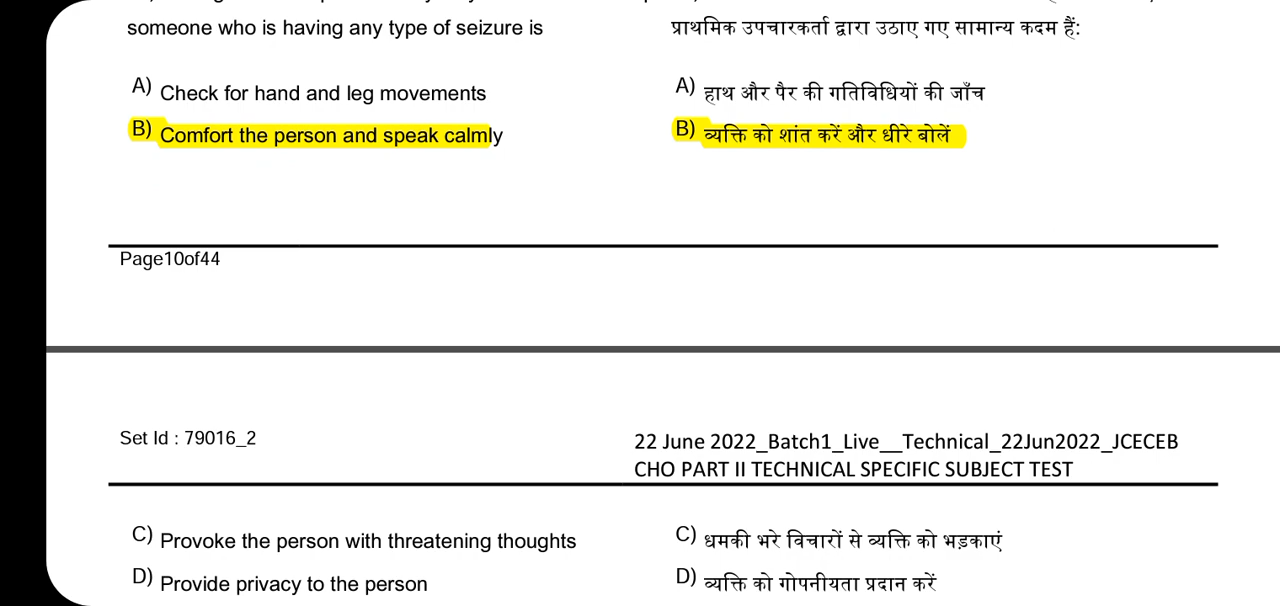 someone who is having any type of seizure is
प्राथमिक उपचारकर्ता द्वारा उठाए गए सामान्य कदम हैं:
A) Check for hand and leg movements
A) हाथ और पैर की गतिविधियों की जाँच
B) Comfort the person and speak calmly
B) व्यक्ति को शांत करें और धीरे बोलें
Page10of44
Set Id : 79016_2
22 June 2022_Batch1_Live__Technical_22Jun2022_JCECEB
CHO PART II TECHNICAL SPECIFIC SUBJECT TEST
C) Provoke the person with threatening thoughts
C) धमकी भरे विचारों से व्यक्ति को भड़काएं
D) Provide privacy to the person
D) व्यक्ति को गोपनीयता प्रदान करें